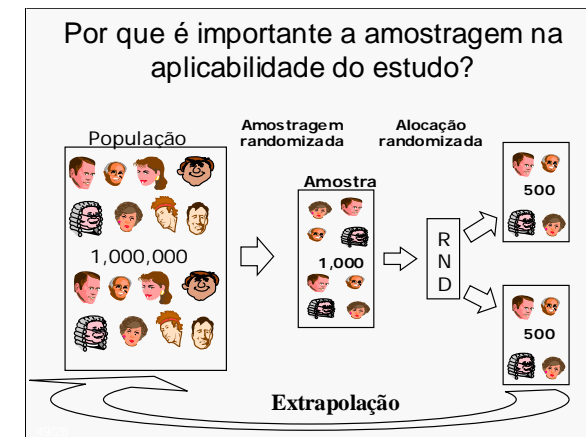 Por que é importante a amostragem na
aplicabilidade do estudo?
População
Amostragem
randomizada
Alocação
randomizada
Amostra
1,000,000
1,000
R
N
D
500
500
Extrapolação